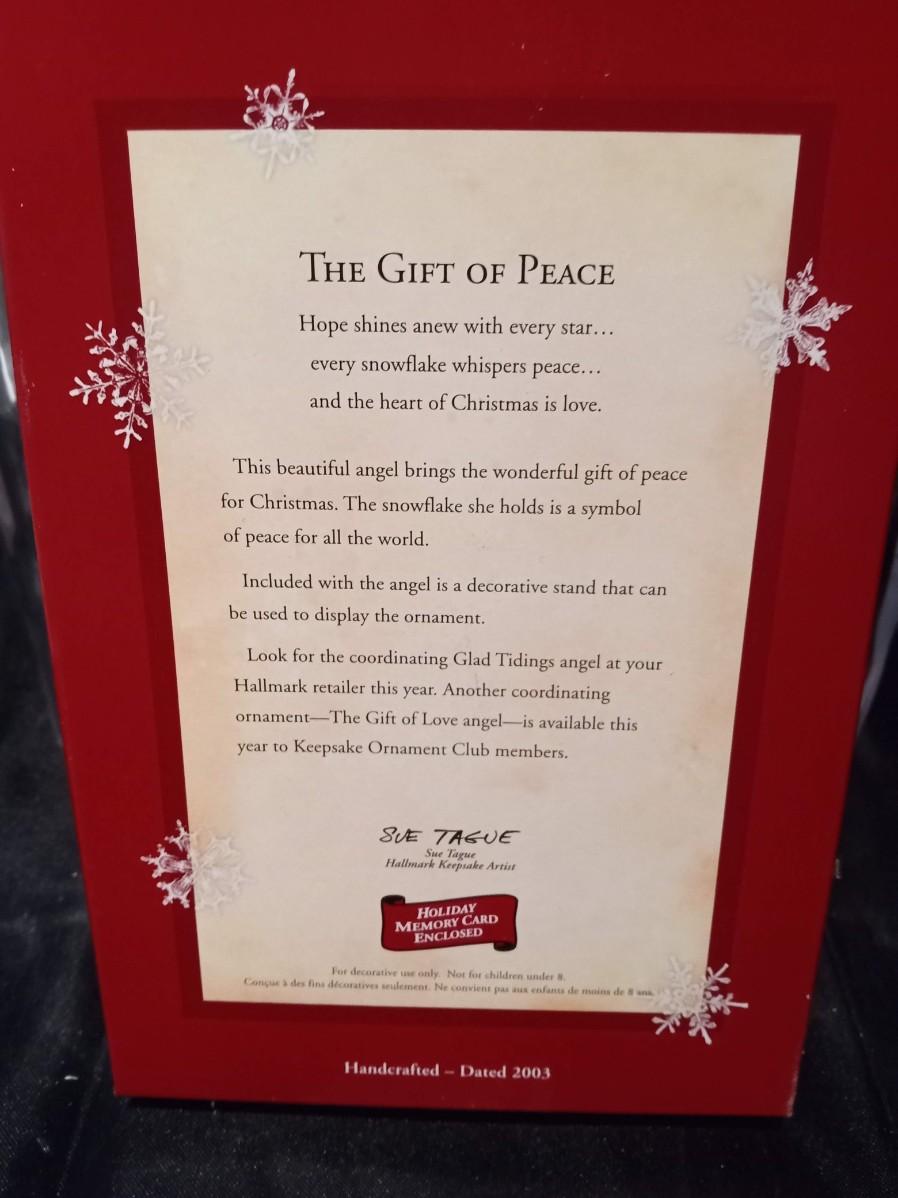 The Gift of Peace
Hope shines anew with every star...
every snowflake whispers peace...
and the heart of Christmas is love.
This beautiful angel brings the wonderful gift of peace
for Christmas. The snowflake she holds is a symbol
of peace for all the world.
Included with the angel is a decorative stand that can
be used to display the ornament.
Look for the coordinating Glad Tidings angel at your
Hallmark retailer this year. Another coordinating
ornament—The Gift of Love angel—is available this
year to Keepsake Ornament Club members.
SUE TAGUE
Sue Tague
Hallmark Keepsake Artist
Holiday
Memory Card
Enclosed
For decorative use only. Not for children under 8.
Conçue à des fins décoratives seulement. Ne convient pas aux enfants de moins de 8 ans.
Handcrafted – Dated 2003